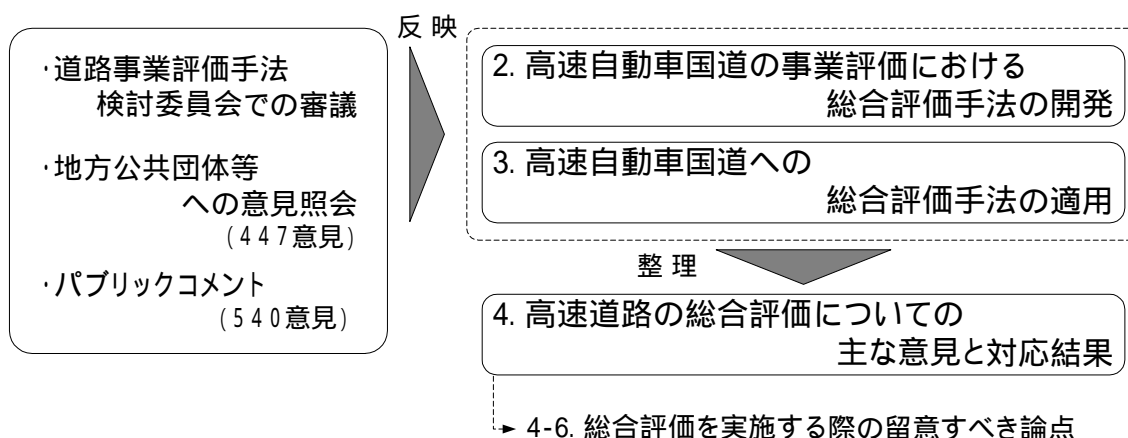 ・道路事業評価手法
検討委員会での審議
・地方公共団体等
への意見照会
(447意見)
・パブリックコメント
(540意見)
反映
2. 高速自動車国道の事業評価における
総合評価手法の開発
3. 高速自動車国道への
総合評価手法の適用
整理
4. 高速道路の総合評価についての
主な意見と対応結果
4-6. 総合評価を実施する際の留意すべき論点